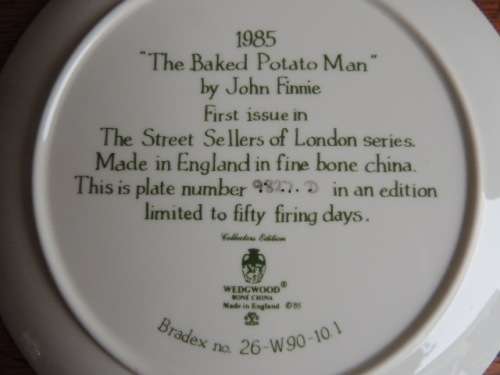 1985
"The Baked Potato Man"
by John Finnie
First issue in
The Street Sellers of London series.
Made in England in fine bone china.
This is plate number in an edition
limited to fifty firing days.
Collectors Edition
WEDGWOOD®
BONE CHINA
Made in England ©85
Bradex no. 26-W90-10.1